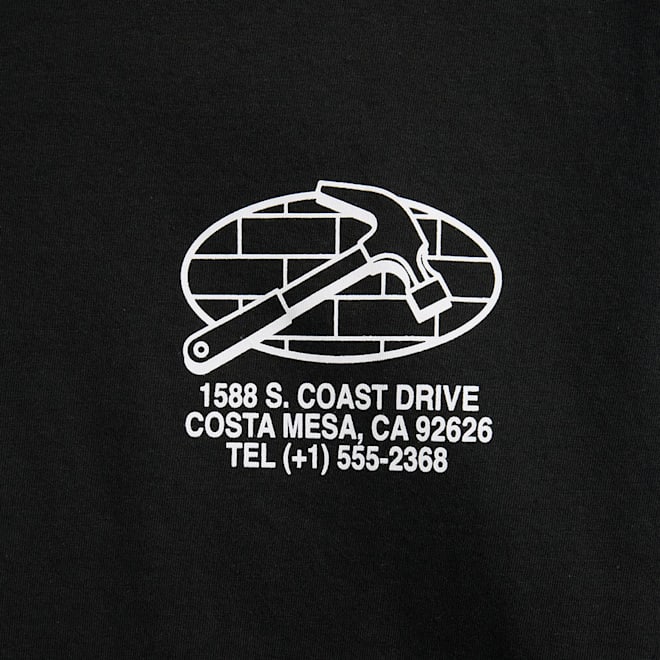 1588 S. COAST DRIVE
COSTA MESA, CA 92626
TEL (+1) 555-2368